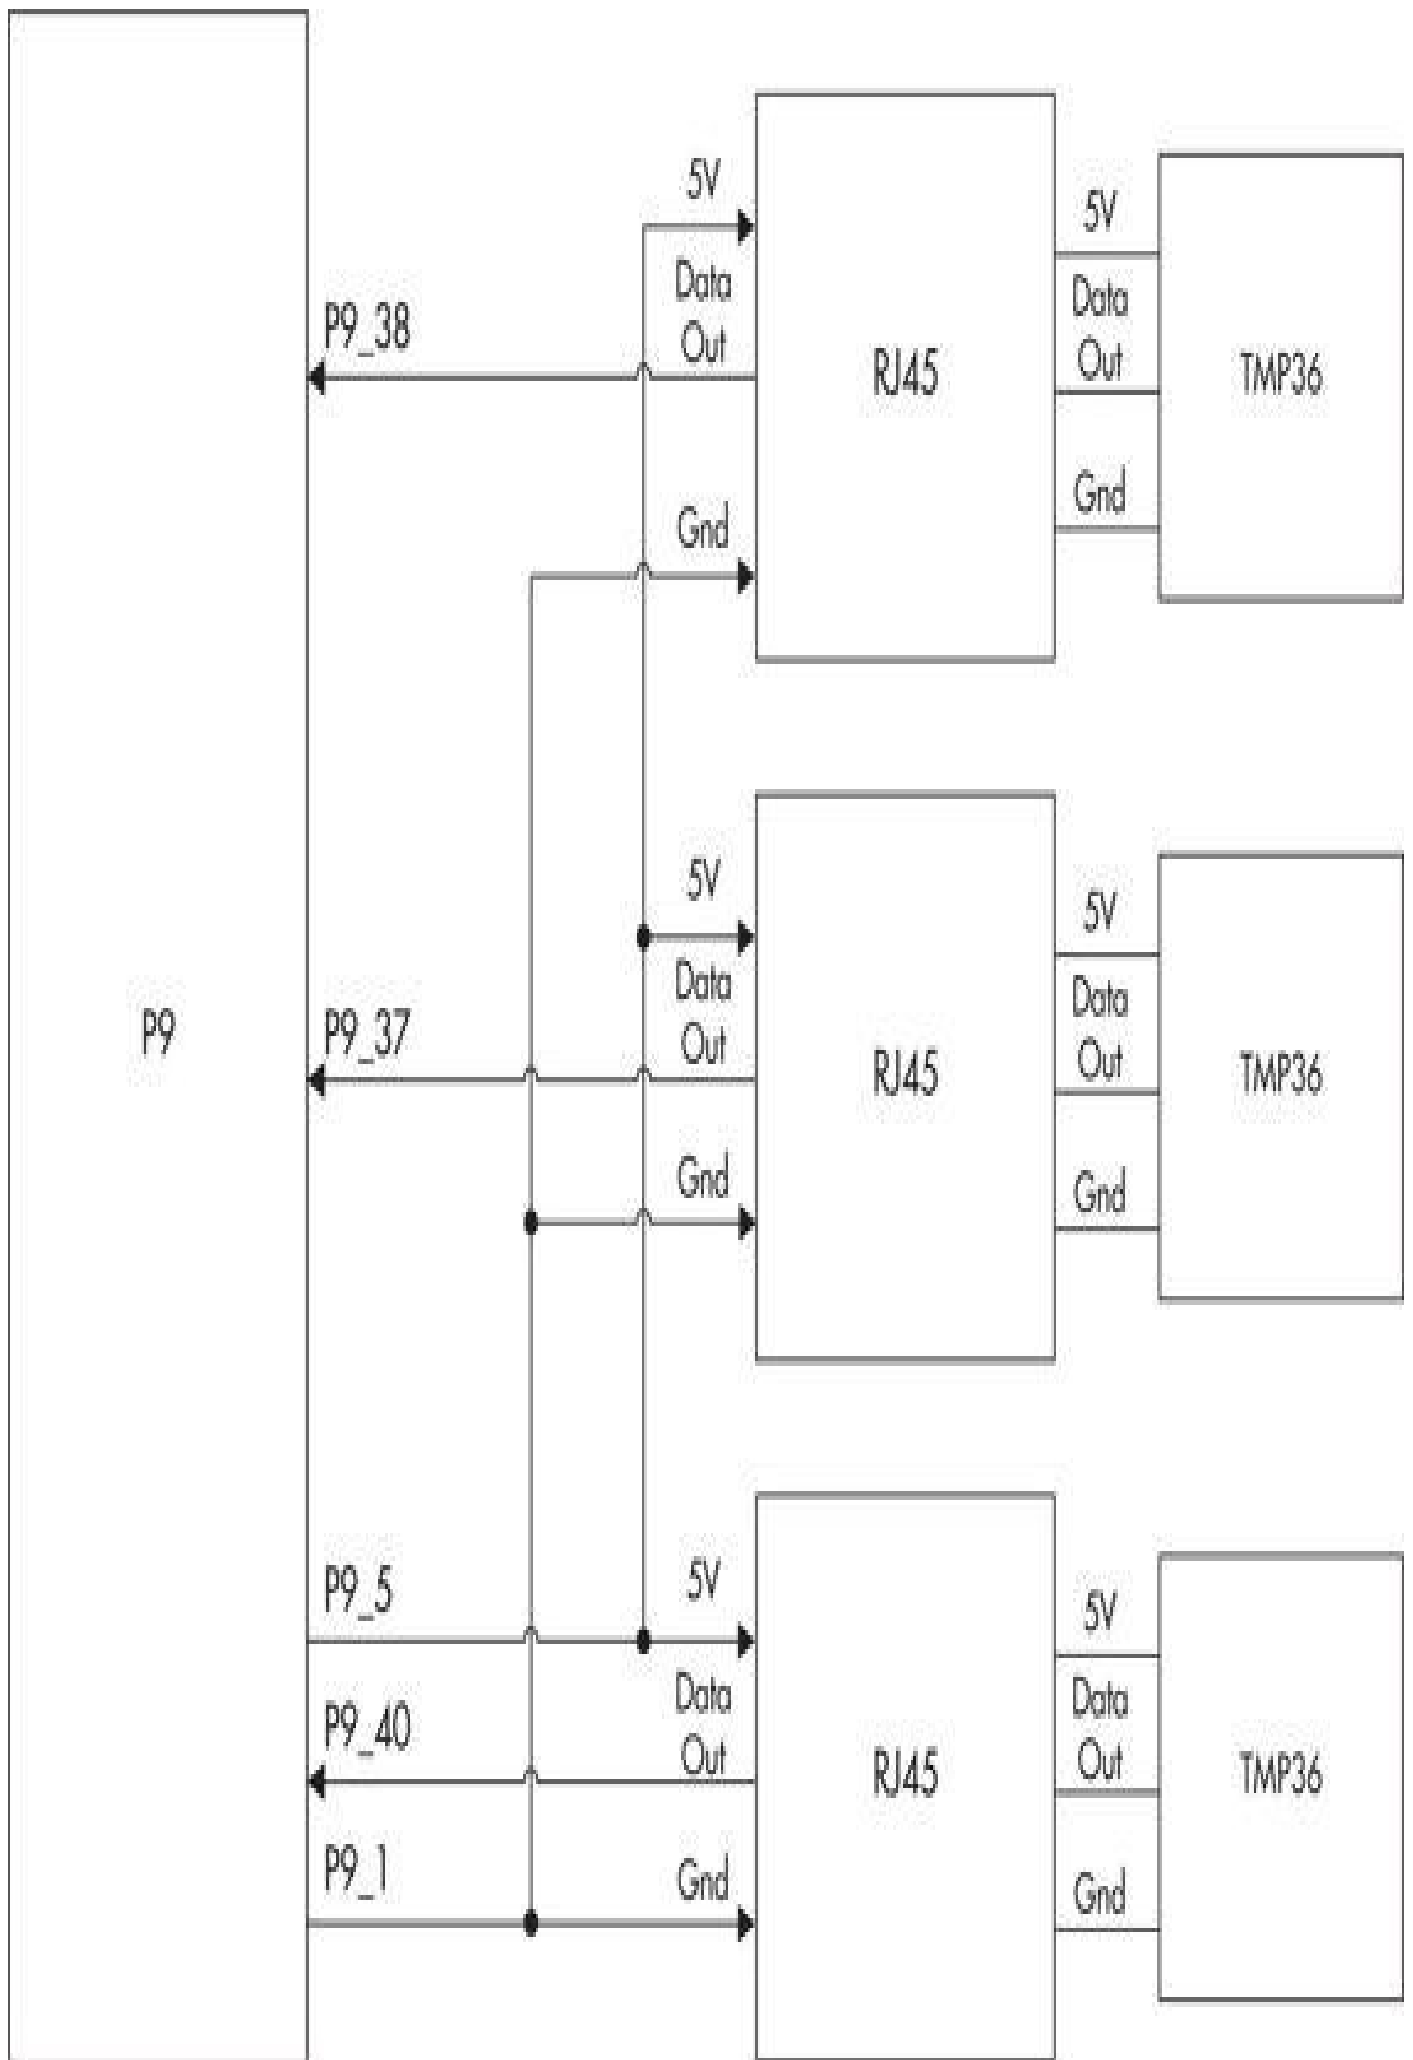 5V
Data
Out
P9_38
Gnd
RJ45
5V
Data
Out
Gnd
TMP36
P9
5V
Data
Out
P9_37
Gnd
RJ45
5V
Data
Out
Gnd
TMP36
P9_5
5V
Data
Out
P9_40
P9_1
Gnd
RJ45
5V
Data
Out
Gnd
TMP36